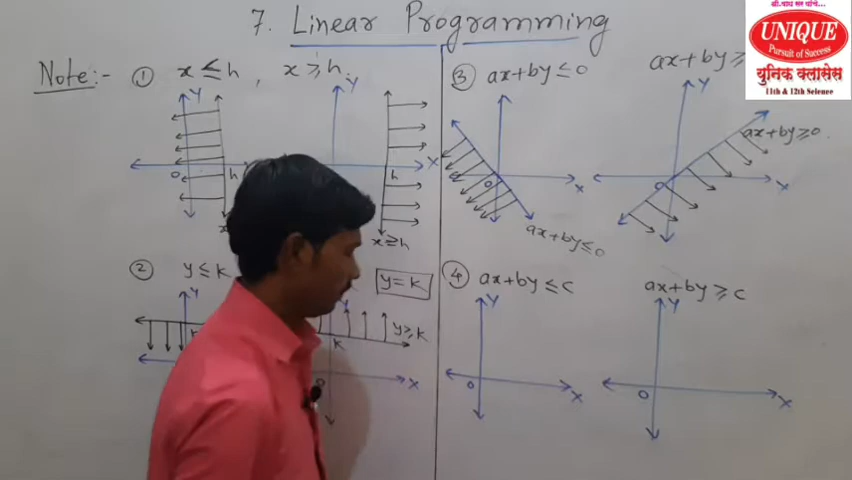 7. Linear Programming
Note:- ① x ≤ h , x ≥ h.
Y
Y
O
h
X
O
h
X
x ≥ h
② y ≤ k
y = k
Y
k
y ≥ k
K
O
X
③ ax + by ≤ 0
ax + by ≥
Y
O
X
ax + by ≤ 0
ax + by ≥ 0
O
X
④ ax + by ≤ c
ax + by ≥ c
Y
Y
O
X
O
X
UNIQUE
Pursuit of Success
युनिक क्लासेस
11th & 12th Science